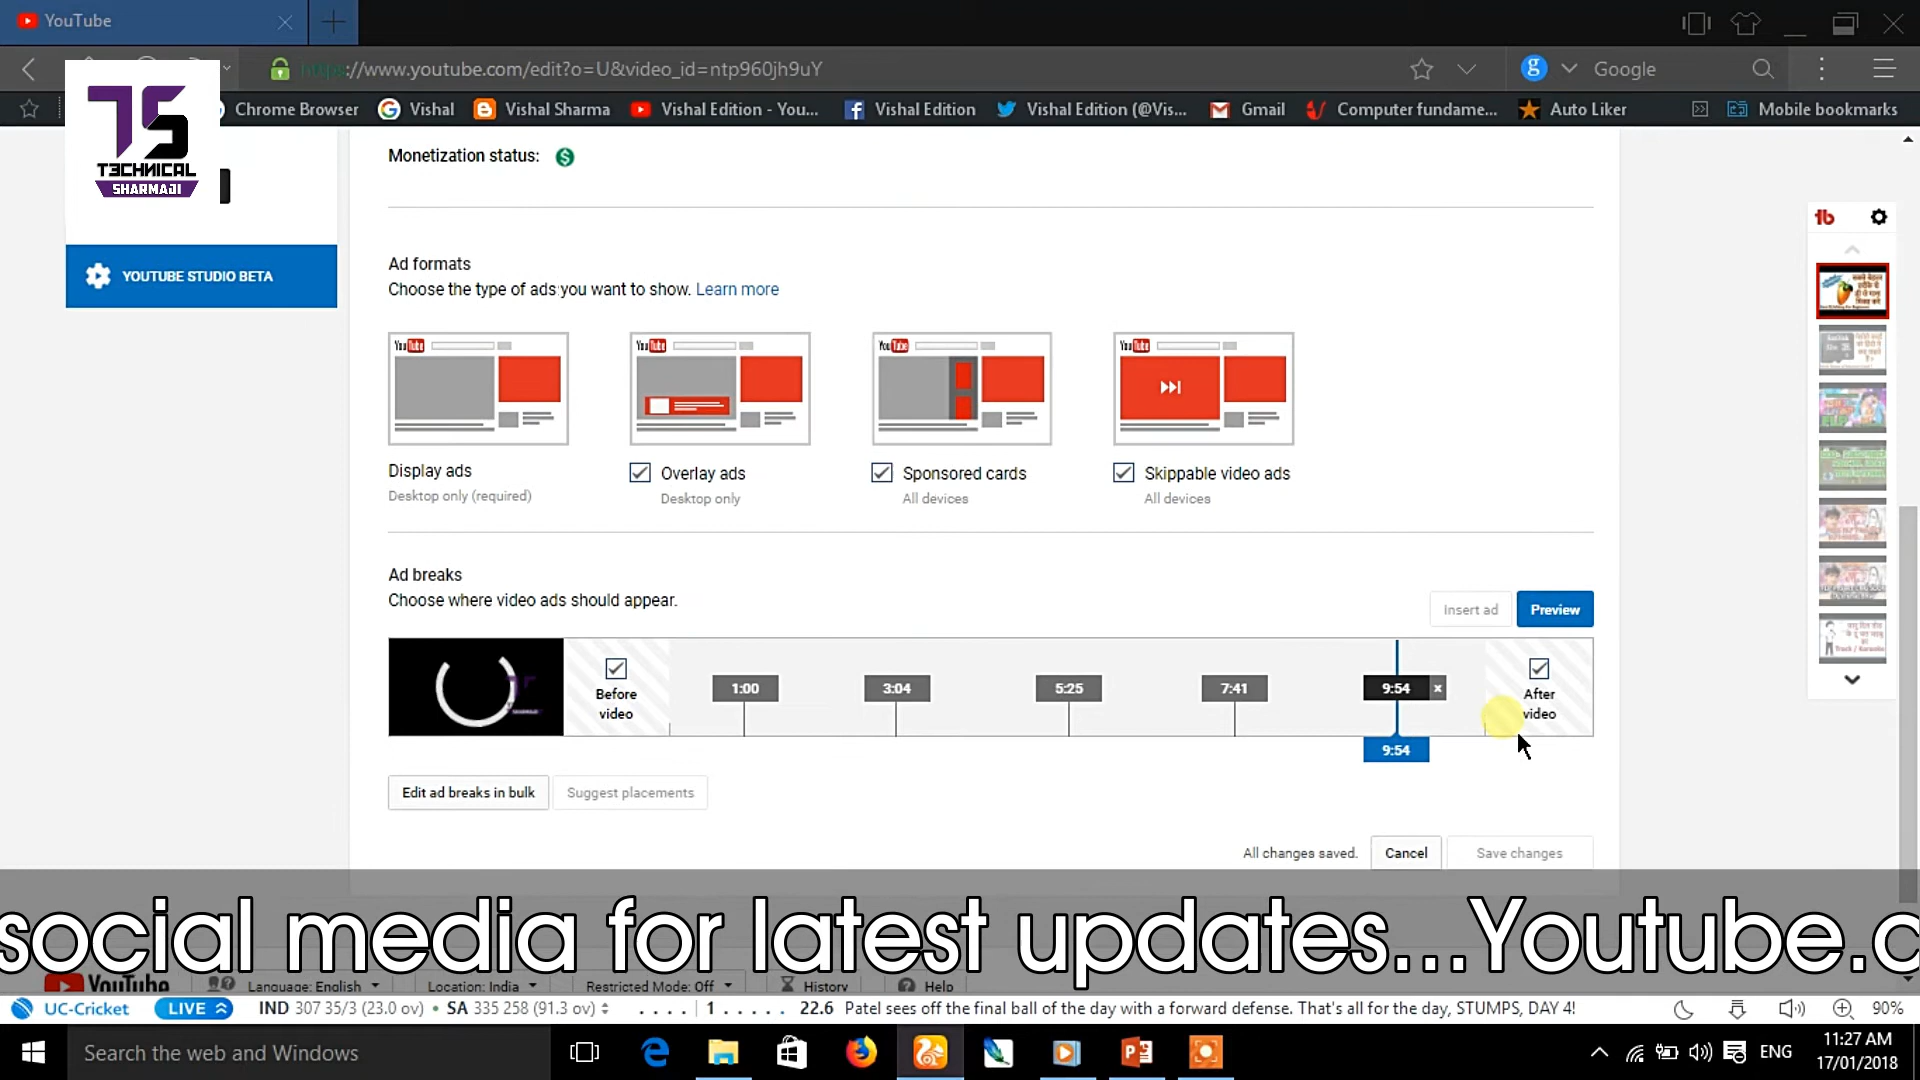 YouTube
https://www.youtube.com/edit?o=U&video_id=ntp960jh9uY
Google
Chrome Browser
Vishal
Vishal Sharma
Vishal Edition - You...
Vishal Edition
Vishal Edition (@Vis...
Gmail
Computer fundame...
Auto Liker
Mobile bookmarks
TS
TECHNICAL
SHARMAJI
YOUTUBE STUDIO BETA
Monetization status:
Ad formats
Choose the type of ads you want to show. Learn more
YouTube
YouTube
YouTube
YouTube
Display ads
Desktop only (required)
Overlay ads
Desktop only
Sponsored cards
All devices
Skippable video ads
All devices
Ad breaks
Choose where video ads should appear.
Insert ad
Preview
Before
video
1:00
3:04
5:25
7:41
9:54 x
After
video
9:54
Edit ad breaks in bulk
Suggest placements
All changes saved.
Cancel
Save changes
social media for latest updates...Youtube.c
YouTube
Language: English
Location: India
Restricted Mode: Off
History
Help
UC-Cricket
LIVE
IND 307 35/3 (23.0 ov) • SA 335 258 (91.3 ov)
. . . . | 1 . . . . .
22.6 Patel sees off the final ball of the day with a forward defense. That's all for the day, STUMPS, DAY 4!
90%
Search the web and Windows
ENG
11:27 AM
17/01/2018